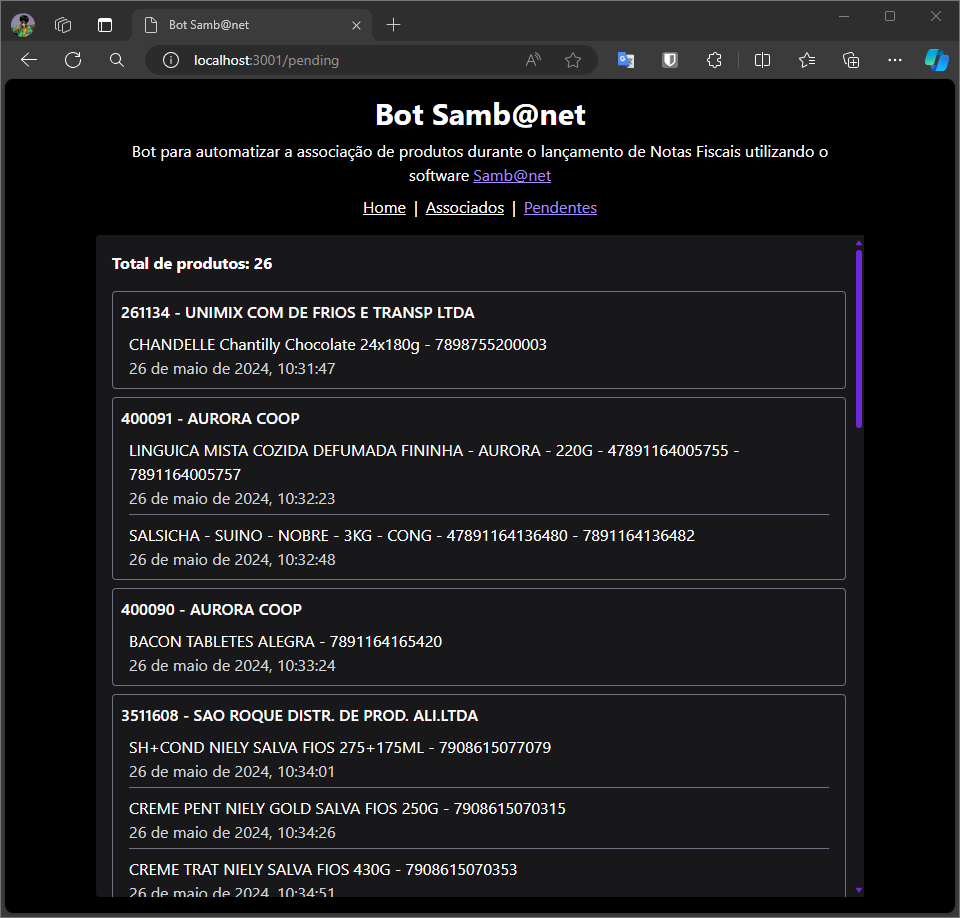 Bot Samb@net
localhost:3001/pending
Bot Samb@net
Bot para automatizar a associação de produtos durante o lançamento de Notas Fiscais utilizando o
software Samb@net
Home | Associados | Pendentes
Total de produtos: 26
261134 - UNIMIX COM DE FRIOS E TRANSP LTDA
CHANDELLE Chantilly Chocolate 24x180g - 7898755200003
26 de maio de 2024, 10:31:47
400091 - AURORA COOP
LINGUICA MISTA COZIDA DEFUMADA FININHA - AURORA - 220G - 47891164005755 -
7891164005757
26 de maio de 2024, 10:32:23
SALSICHA - SUINO - NOBRE - 3KG - CONG - 47891164136480 - 7891164136482
26 de maio de 2024, 10:32:48
400090 - AURORA COOP
BACON TABLETES ALEGRA - 7891164165420
26 de maio de 2024, 10:33:24
3511608 - SAO ROQUE DISTR. DE PROD. ALI.LTDA
SH+COND NIELY SALVA FIOS 275+175ML - 7908615077079
26 de maio de 2024, 10:34:01
CREME PENT NIELY GOLD SALVA FIOS 250G - 7908615070315
26 de maio de 2024, 10:34:26
CREME TRAT NIELY SALVA FIOS 430G - 7908615070353
26 de maio de 2024, 10:34:51